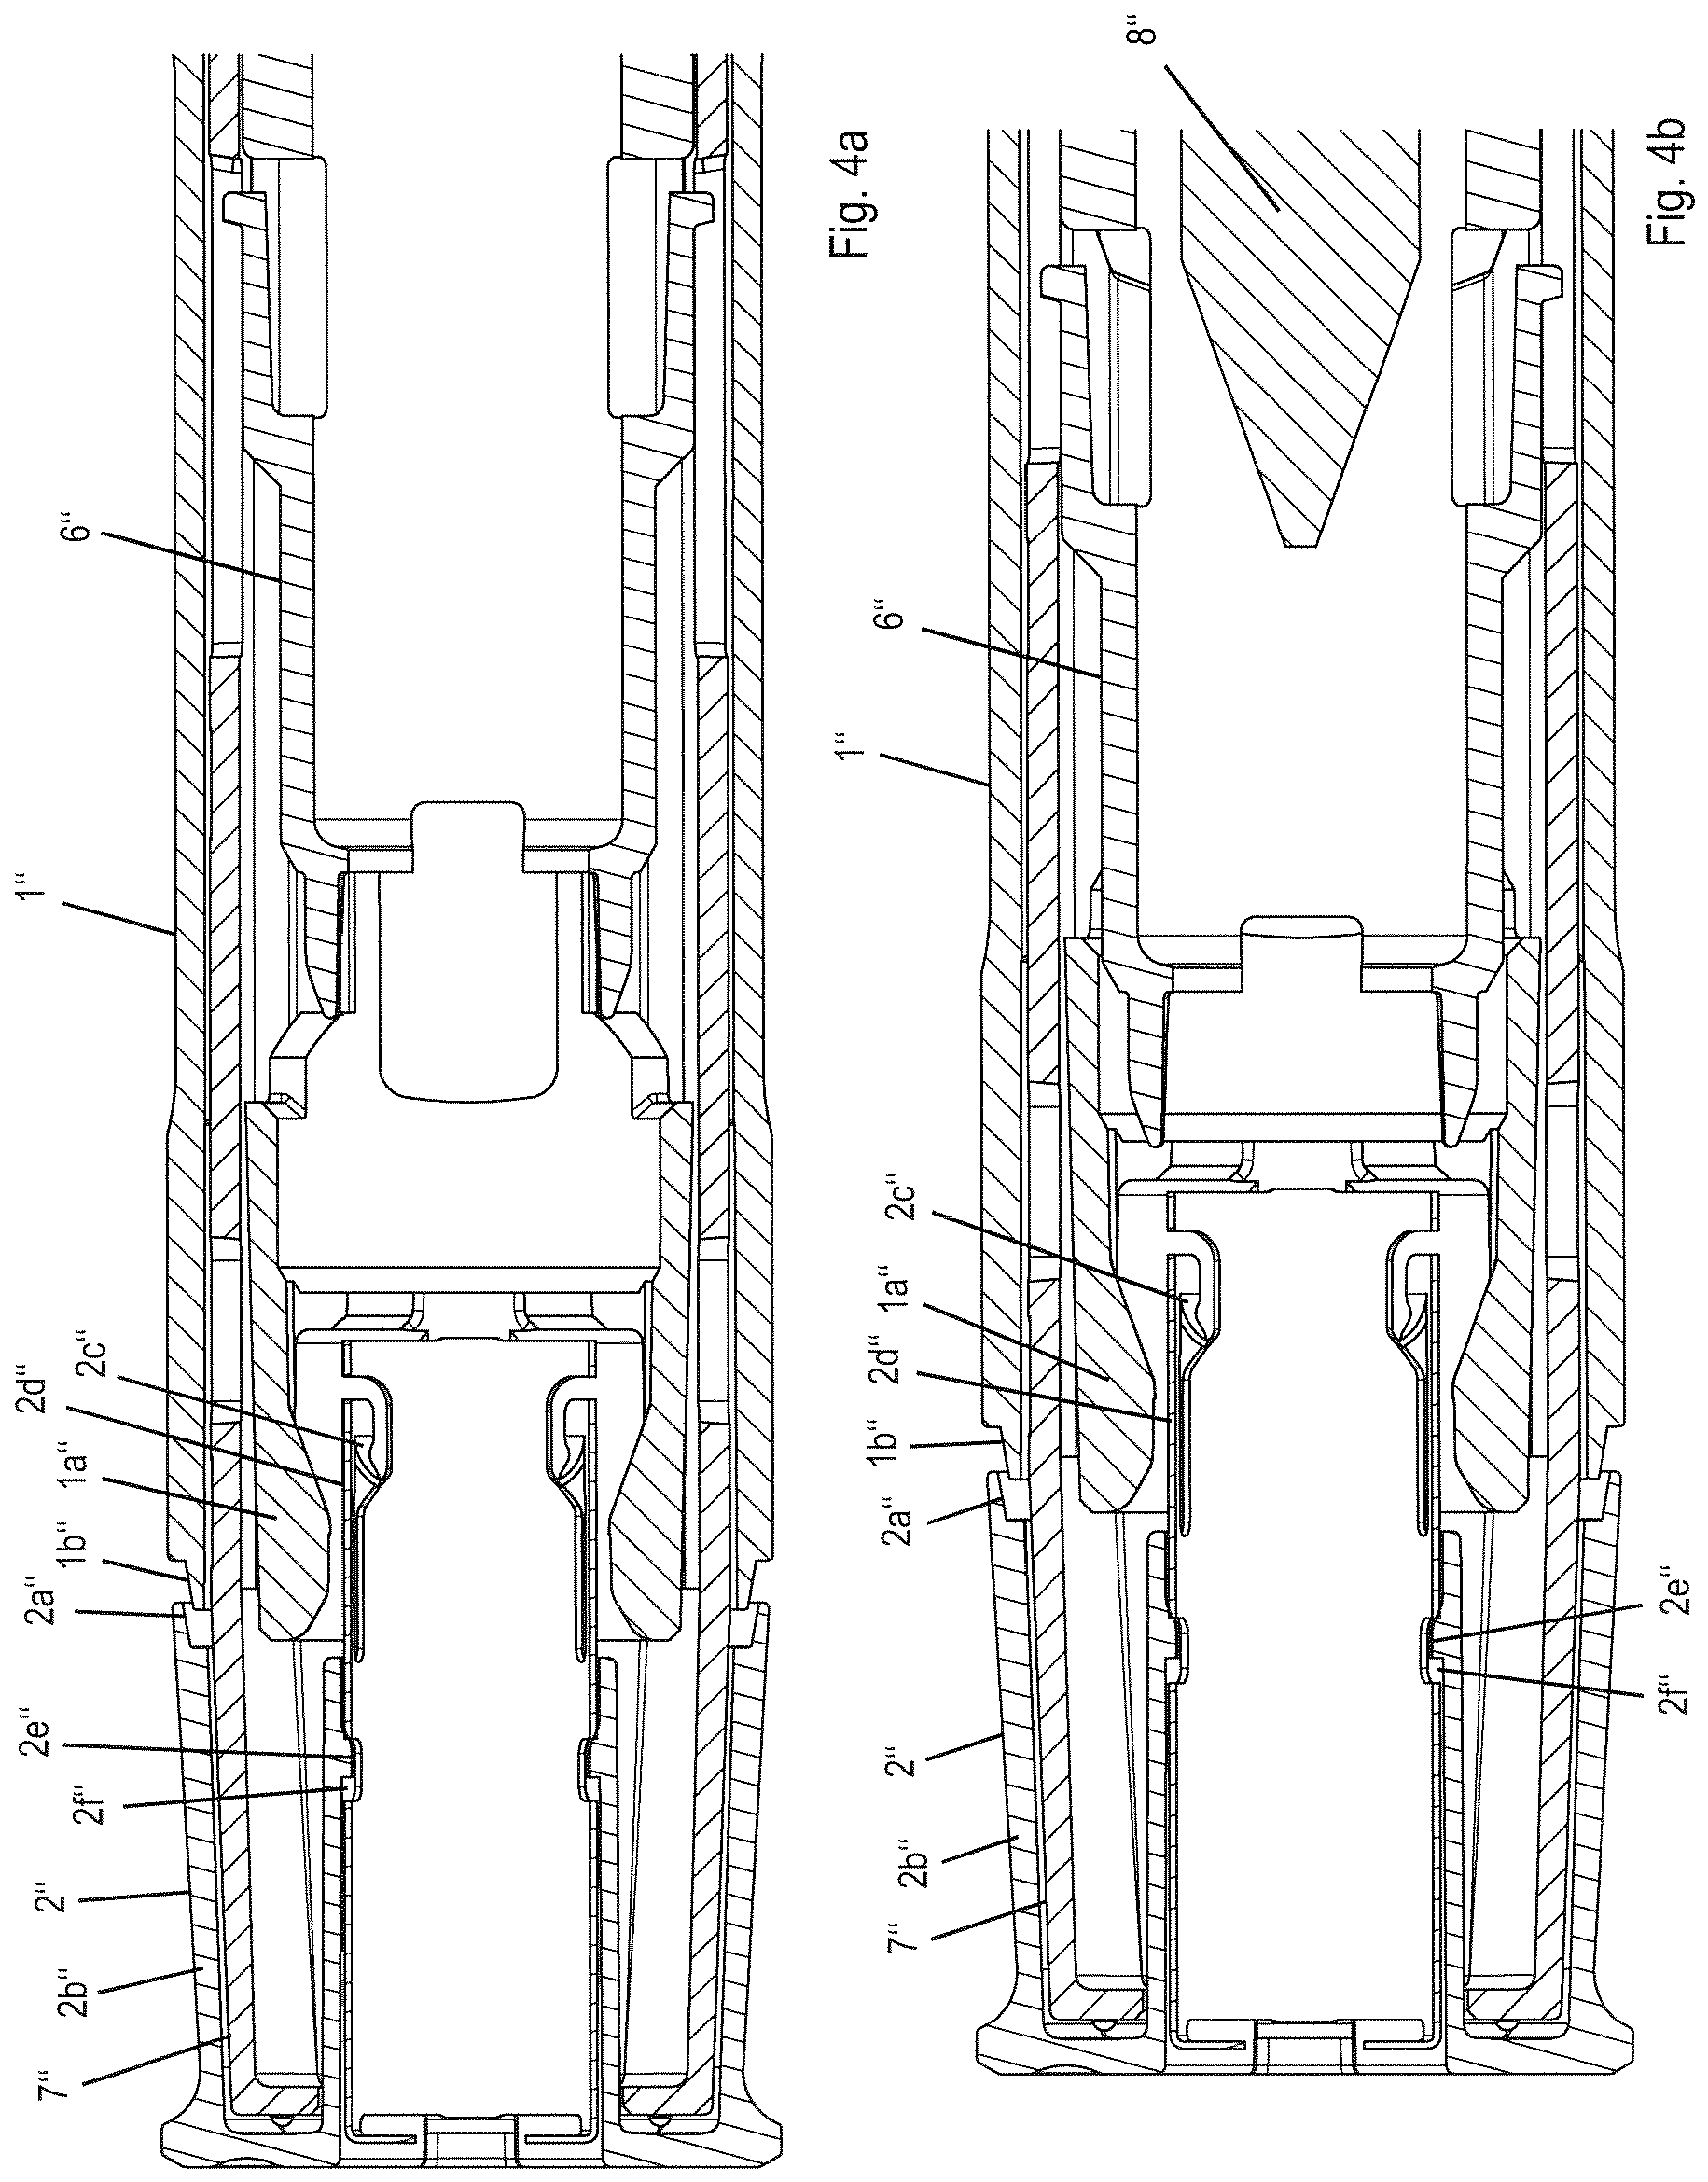 1“
6“
2d“
2c“
1a“
1b“
2a“
2e“
2f“
2“
2b“
7“
Fig. 4a
8“
6“
1“
2c“
1a“
2d“
1b“
2a“
2“
2b“
7“
2e“
2f“
Fig. 4b